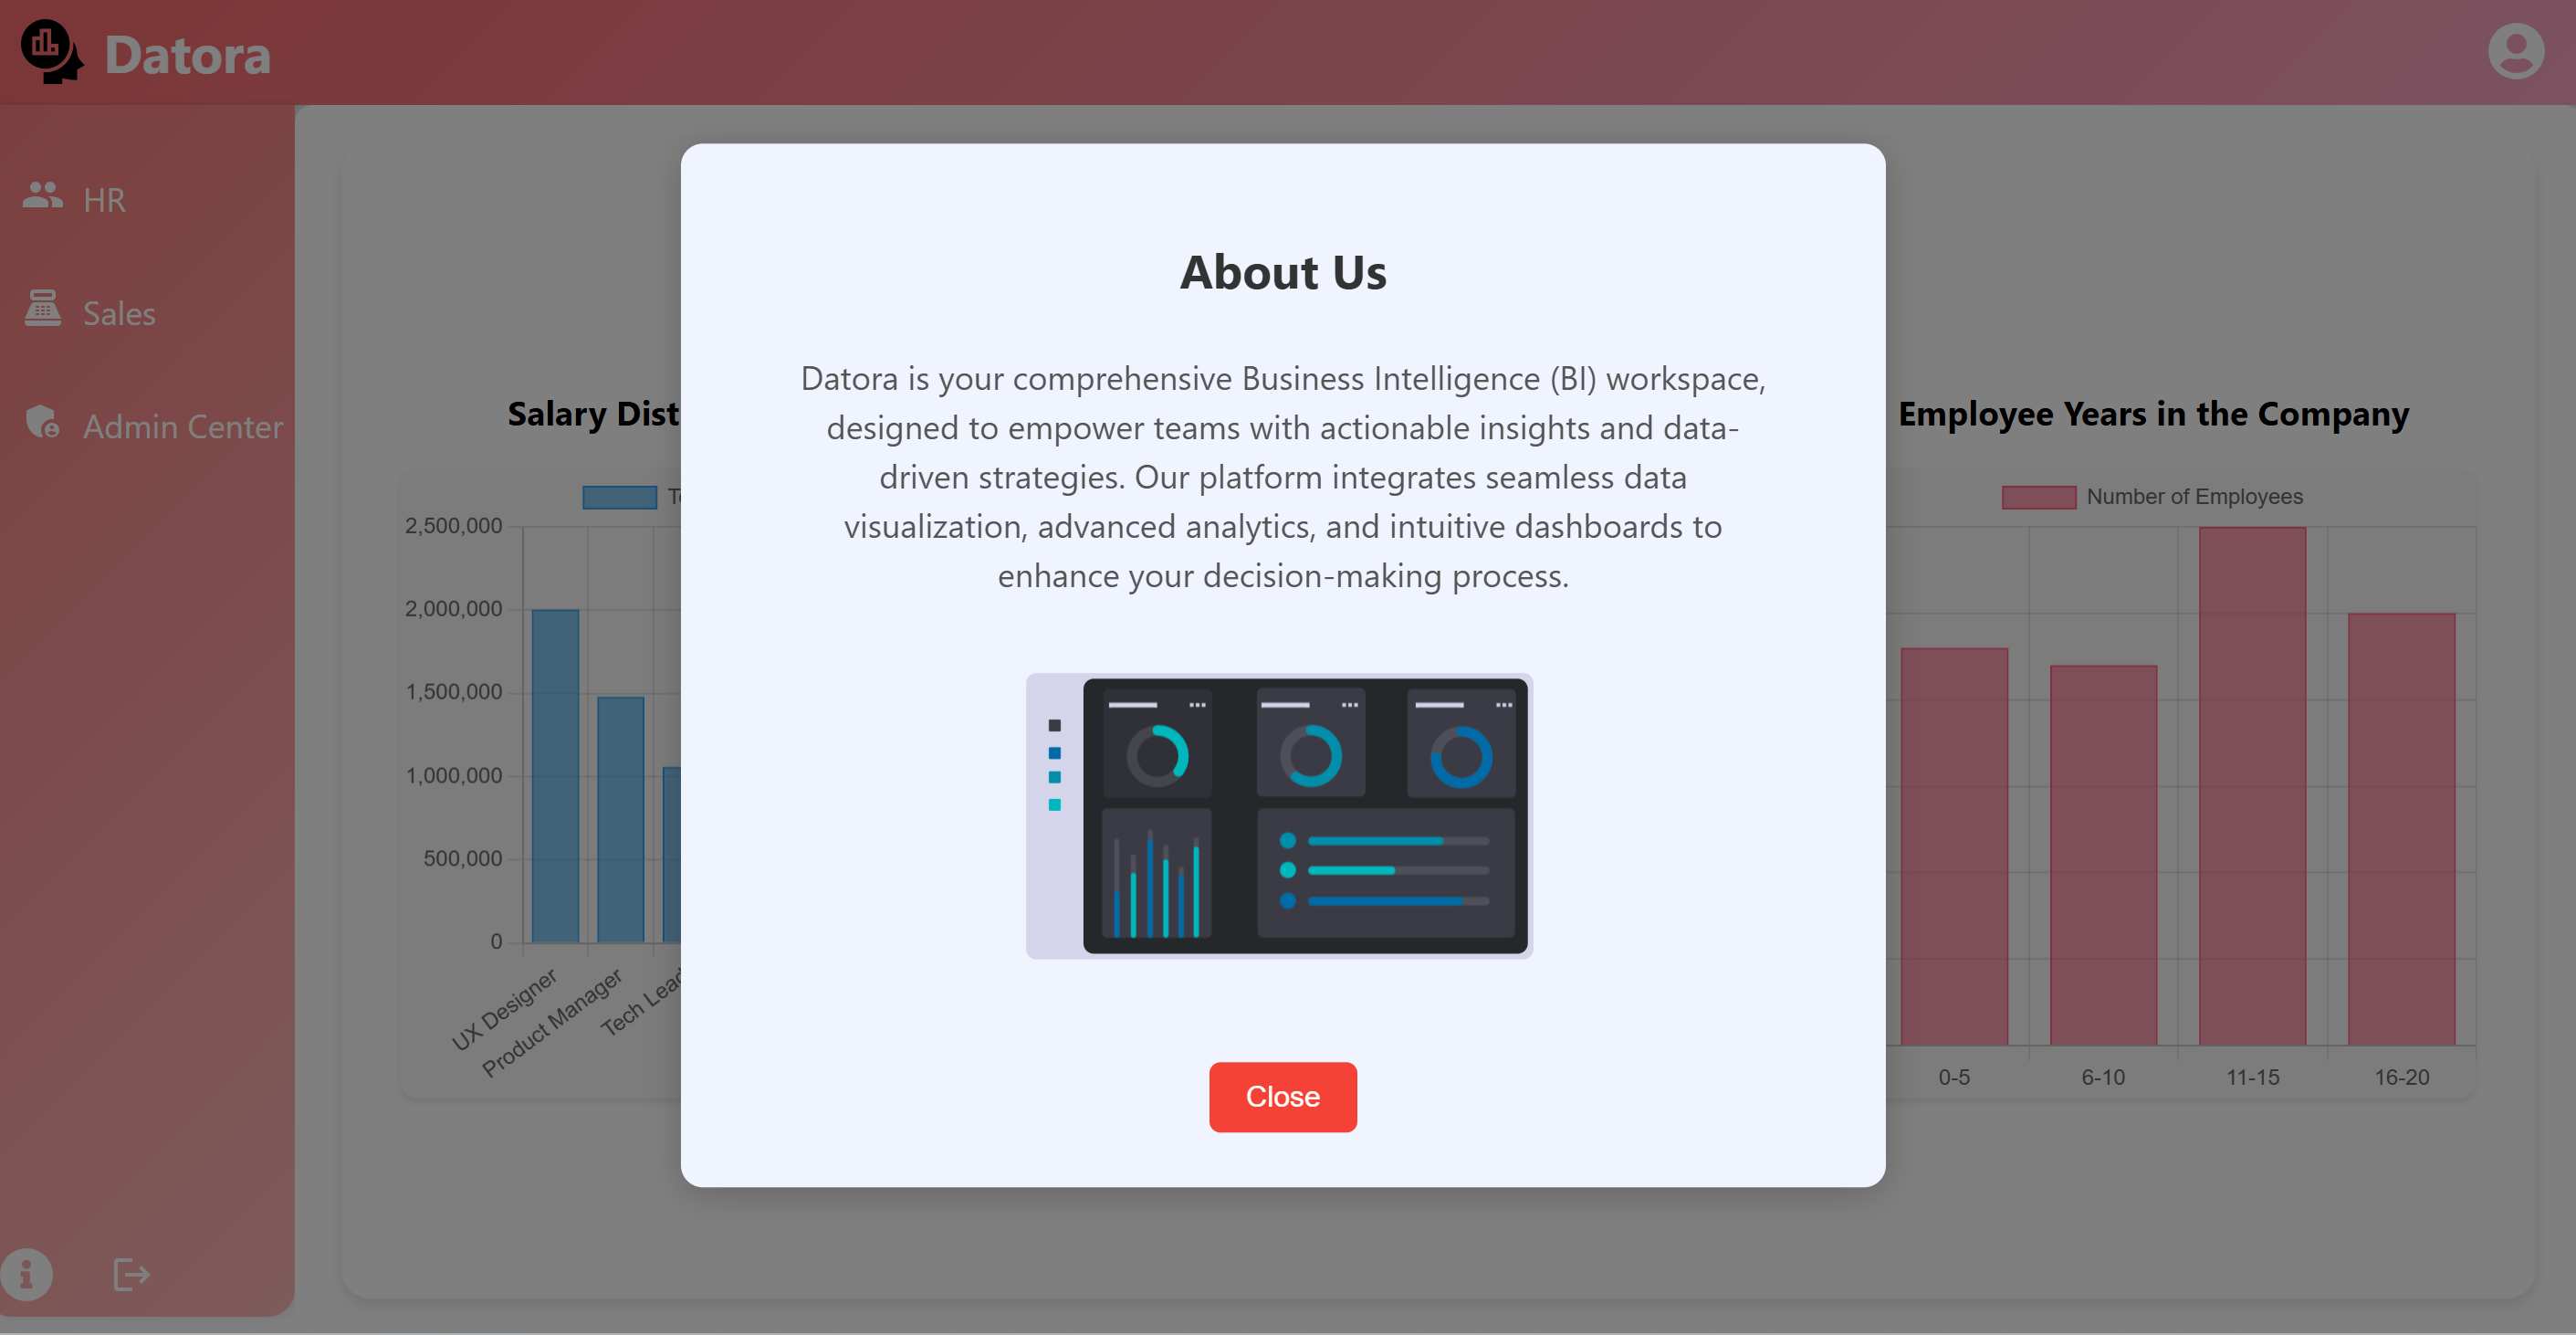 Datora
HR
Sales
Admin Center
About Us
Datora is your comprehensive Business Intelligence (BI) workspace,
designed to empower teams with actionable insights and data-
driven strategies. Our platform integrates seamless data
visualization, advanced analytics, and intuitive dashboards to
enhance your decision-making process.
Close
Salary
2,500,000
2,000,000
1,500,000
1,000,000
500,000
0
UX Designer
Product Manager
Tech Lead
Employee Years in the Company
Number of Employees
0-5
6-10
11-15
16-20